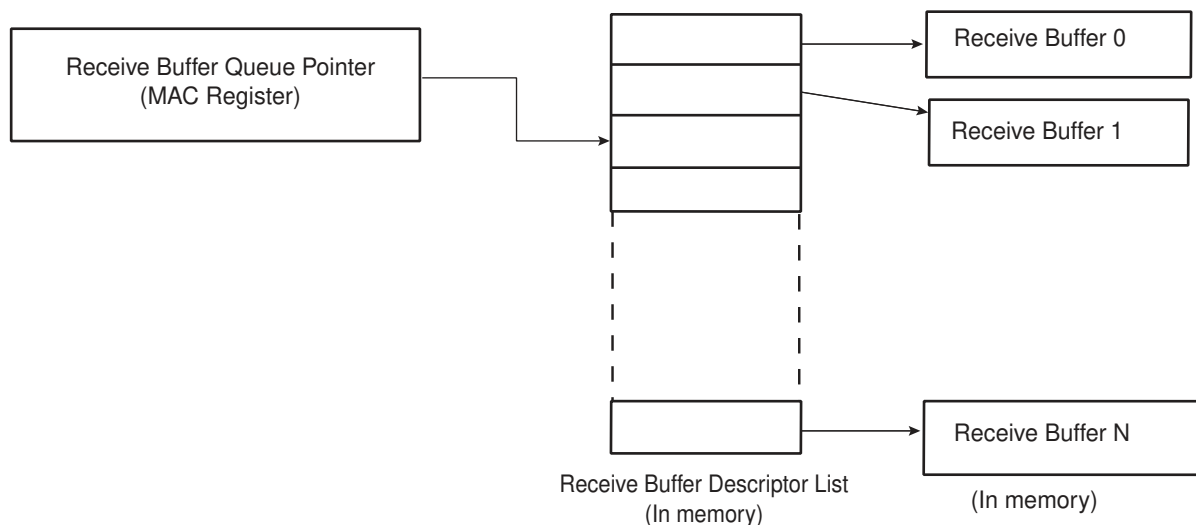 Receive Buffer Queue Pointer
(MAC Register)
Receive Buffer 0
Receive Buffer 1
Receive Buffer N
Receive Buffer Descriptor List
(In memory)
(In memory)